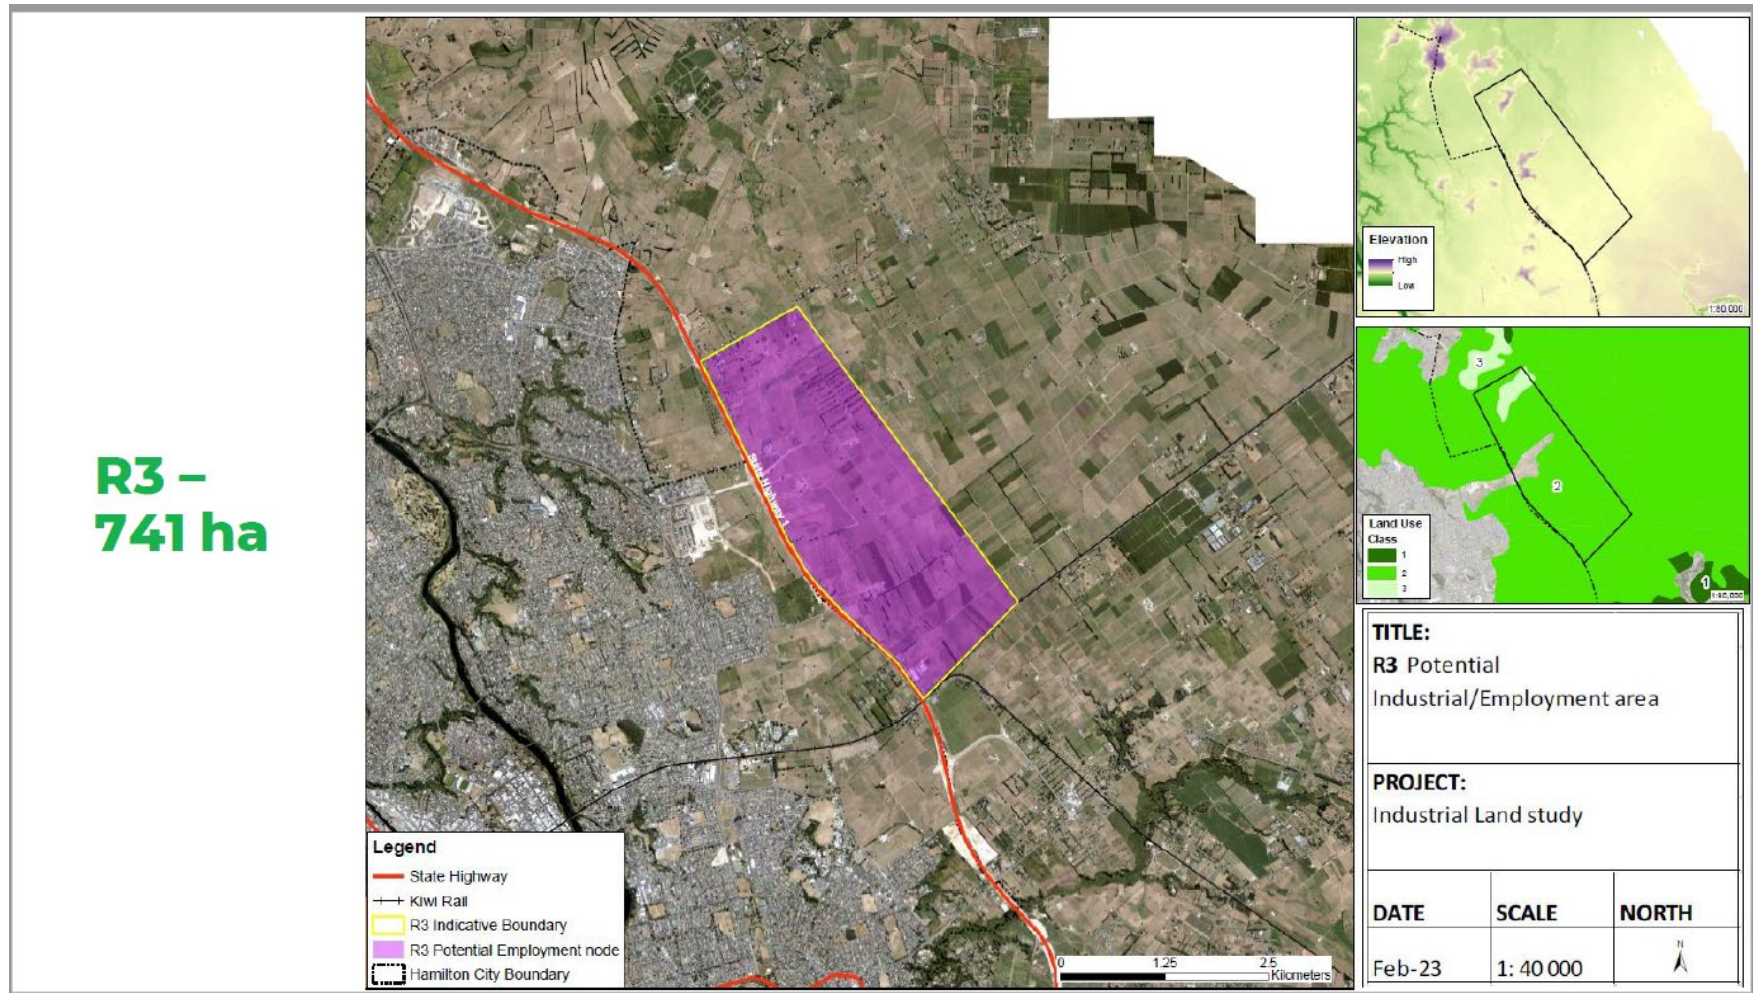 R3 –
741 ha
State Highway 1
Legend
State Highway
Kiwi Rail
R3 Indicative Boundary
R3 Potential Employment node
Hamilton City Boundary
0 1.25 2.5
Kilometers
Elevation
High
Low
1:80,000
3
2
1
Land Use
Class
1
2
3
1:80,000
TITLE:
R3 Potential
Industrial/Employment area
PROJECT:
Industrial Land study
DATE SCALE NORTH
Feb-23 1: 40 000 N